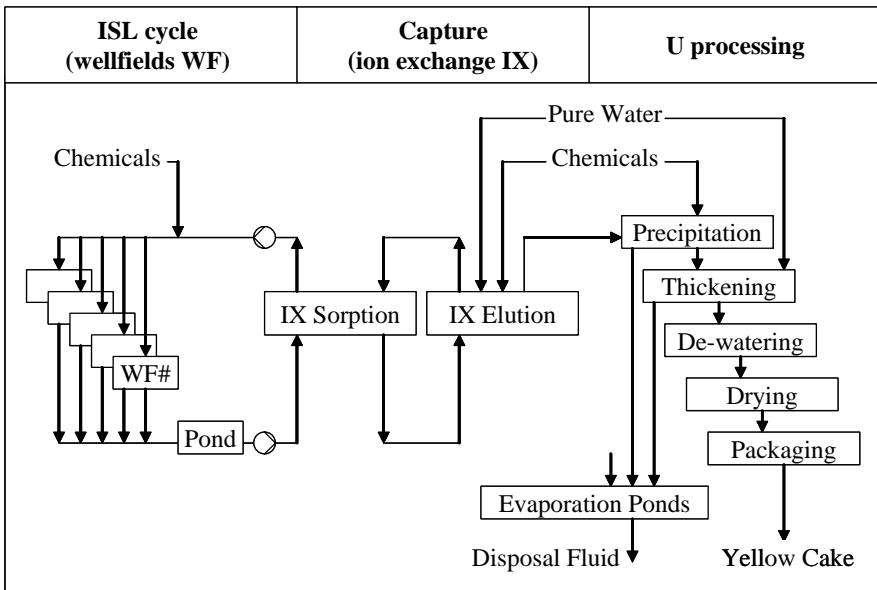 ISL cycle
(wellfields WF)
Capture
(ion exchange IX)
U processing
Pure Water
Chemicals
Chemicals
Precipitation
Thickening
IX Sorption
IX Elution
De-watering
WF#
Drying
Pond
Packaging
Evaporation Ponds
Disposal Fluid
Yellow Cake